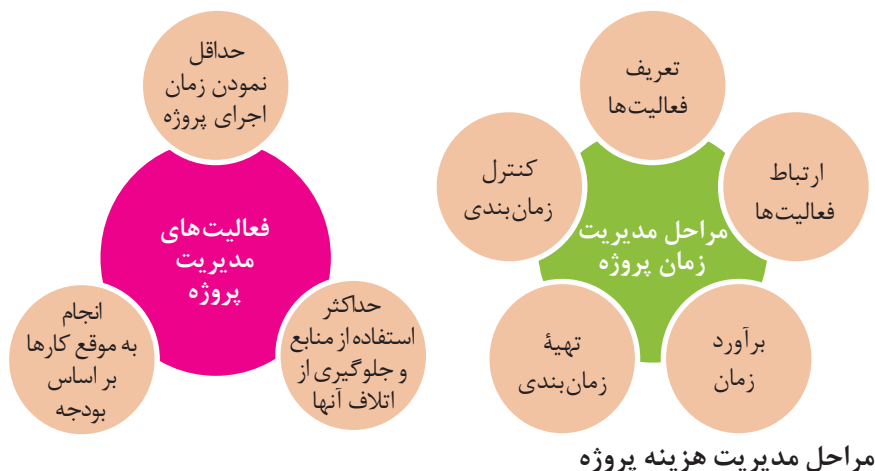 مراحل مدیریت
زمان پروژه
تعریف
فعالیت‌ها
ارتباط
فعالیت‌ها
برآورد
زمان
تهیۀ
زمان‌بندی
کنترل
زمان‌بندی
فعالیت‌های
مدیریت
پروژه
حداقل
نمودن زمان
اجرای پروژه
حداکثر
استفاده از منابع
و جلوگیری از
اتلاف آنها
انجام
به موقع کارها
بر اساس
بودجه
مراحل مدیریت هزینه پروژه